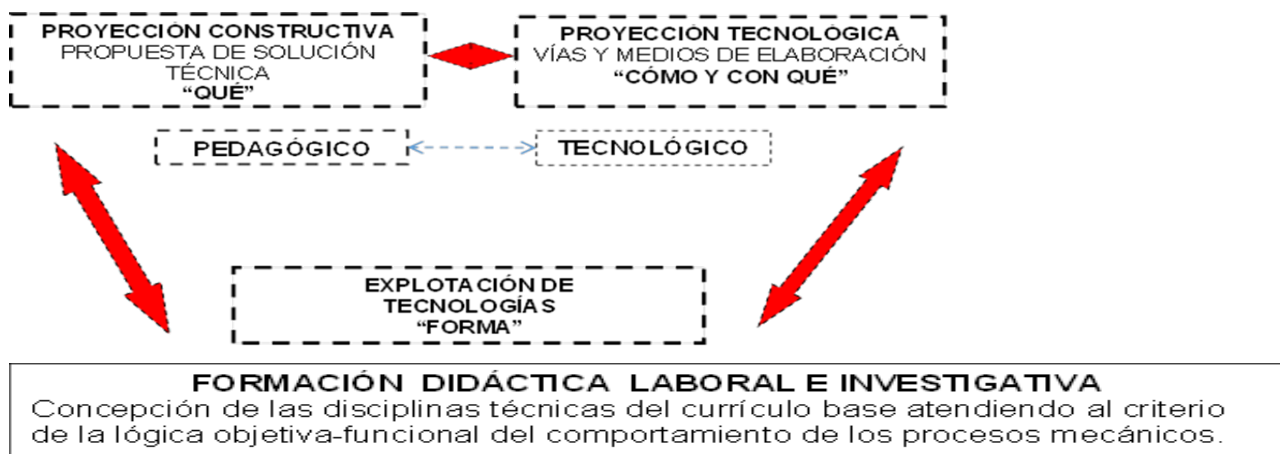 PROYECCIÓN CONSTRUCTIVA
PROPUESTA DE SOLUCIÓN
TÉCNICA
“QUÉ”
PROYECCIÓN TECNOLÓGICA
VÍAS Y MEDIOS DE ELABORACIÓN
“CÓMO Y CON QUÉ”
PEDAGÓGICO
TECNOLÓGICO
EXPLOTACIÓN DE
TECNOLOGÍAS
“FORMA”
FORMACIÓN DIDÁCTICA LABORAL E INVESTIGATIVA
Concepción de las disciplinas técnicas del currículo base atendiendo al criterio
de la lógica objetiva-funcional del comportamiento de los procesos mecánicos.